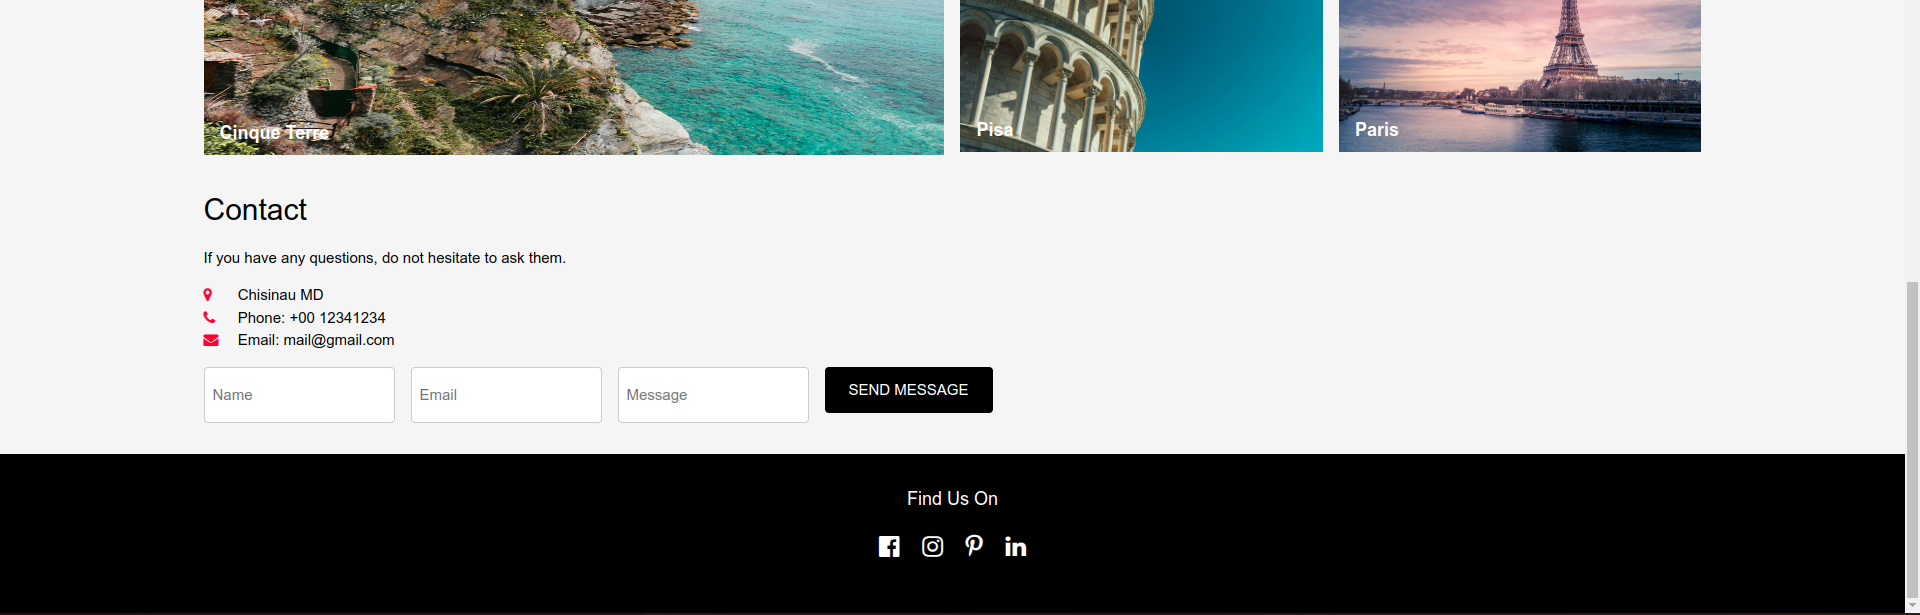 Cinque Terre
Pisa
Paris
Contact
If you have any questions, do not hesitate to ask them.
Chisinau MD
Phone: +00 12341234
Email: mail@gmail.com
Name
Email
Message
SEND MESSAGE
Find Us On